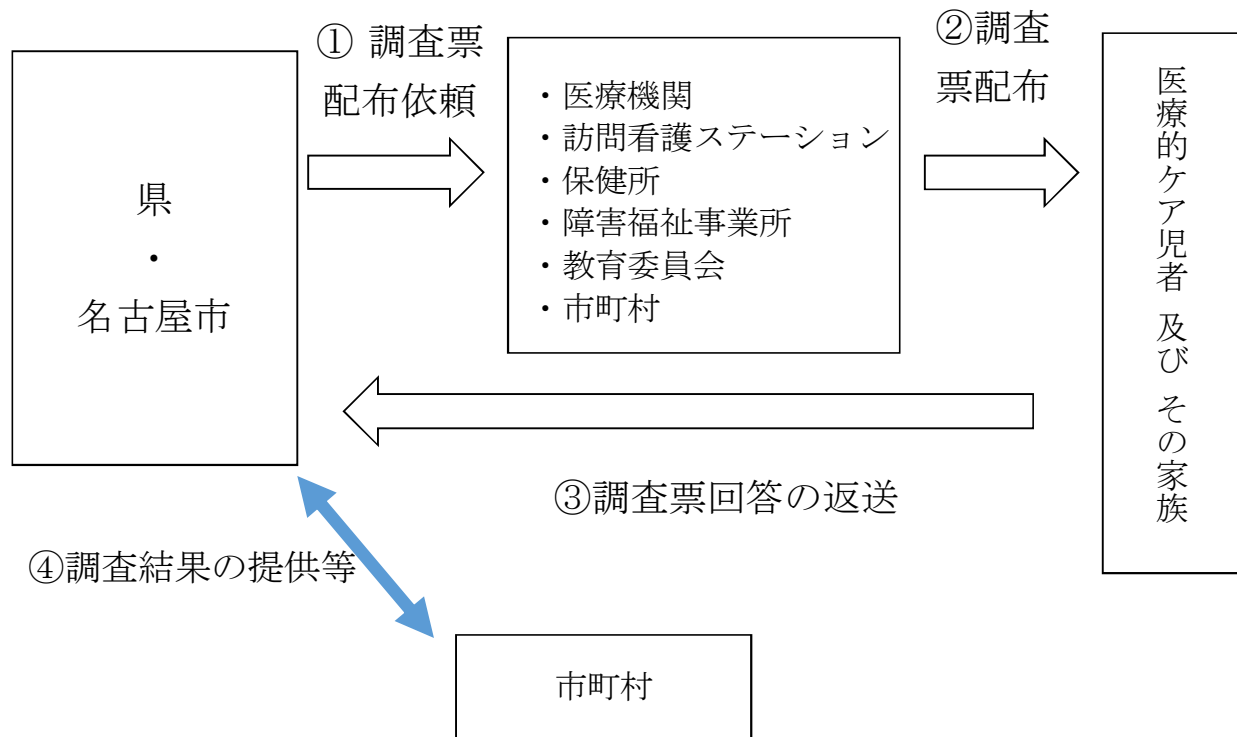 ① 調査票
配布依頼
②調査
票配布
県
・
名古屋市
・医療機関
・訪問看護ステーション
・保健所
・障害福祉事業所
・教育委員会
・市町村
医療的ケア児者 及び その家族
③調査票回答の返送
④調査結果の提供等
市町村